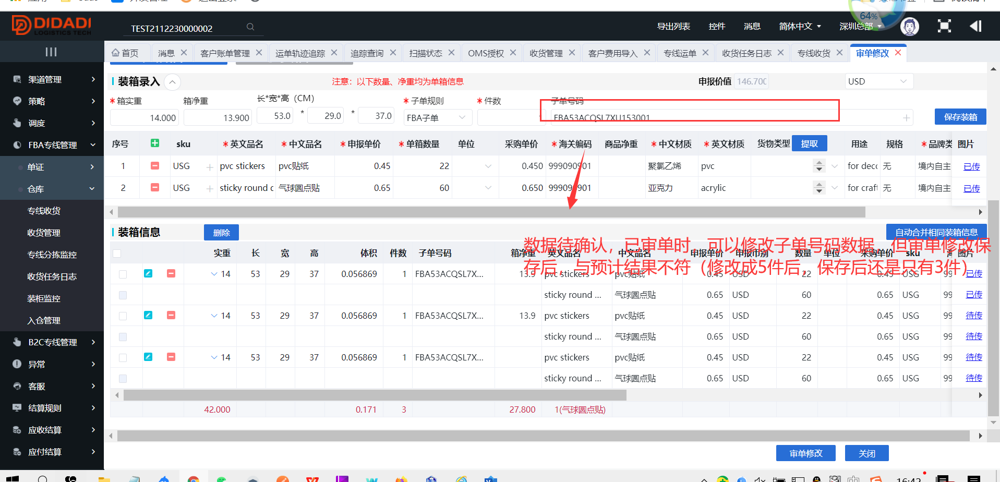 DIDADI
LOGISTICS TECH
TEST2112230000002
导出列表 控件 消息 简体中文 深圳总部
64%
首页 消息 客户账单管理 运单轨迹追踪 追踪查询 扫描状态 OMS授权 收货管理 客户费用导入 专线运单 收货任务日志 专线收货 审单修改
渠道管理
策略
调度
FBA专线管理
单证
仓库
专线收货
收货管理
专线分拣监控
收货任务日志
装柜监控
入仓管理
B2C专线管理
异常
客服
结算规则
应收结算
应付结算
装箱录入 注意：以下数量、净重均为单箱信息 申报价值 146.700 USD
*箱实重 箱净重 长*宽*高（CM） *子单规则 *件数 子单号码
14.000 13.900 53.0 * 29.0 * 37.0 FBA子单 FBA53ACQSL7XU153001 保存装箱
序号 sku *英文品名 *中文品名 *申报单价 *单箱数量 单位 采购单价 *海关编码 商品净重 *中文材质 *英文材质 货物类型 提取 用途 规格 *品牌类 图片
1 USG pvc stickers pvc贴纸 0.45 22 0.450 999090901 聚氯乙烯 pvc for deco 无 境内自主 已传
2 USG sticky round c 气球圆点贴 0.65 60 0.650 999090901 亚克力 acrylic for craft 无 境内自主 已传
装箱信息 删除 自动合并相同装箱信息
数据待确认，已审单时，可以修改子单号码数据，但审单修改保
存后，与预计结果不符（修改成5件后，保存后还是只有3件）
实重 长 宽 高 体积 件数 子单号码 箱净重 英文品名 中文品名 申报单价 申报币别 数量 单位 采购单价 sku 图片
14 53 29 37 0.056869 1 FBA53ACQSL7X... 13.9 pvc stickers pvc贴纸 0.45 USD 22 0.45 USG 99 已传
sticky round ... 气球圆点贴 0.65 USD 60 0.65 USG 99 已传
14 53 29 37 0.056869 1 FBA53ACQSL7X... 13.9 pvc stickers pvc贴纸 0.45 USD 22 0.45 USG 99 待传
sticky round ... 气球圆点贴 0.65 USD 60 0.65 USG 99 待传
14 53 29 37 0.056869 1 FBA53ACQSL7X... pvc stickers pvc贴纸 0.45 USD 22 0.45 USG 99 待传
sticky round ... 气球圆点贴 0.65 USD 60 0.65 USG 99 待传
42.000 0.171 3 27.800 1(气球圆点贴)
审单修改 关闭
16:42